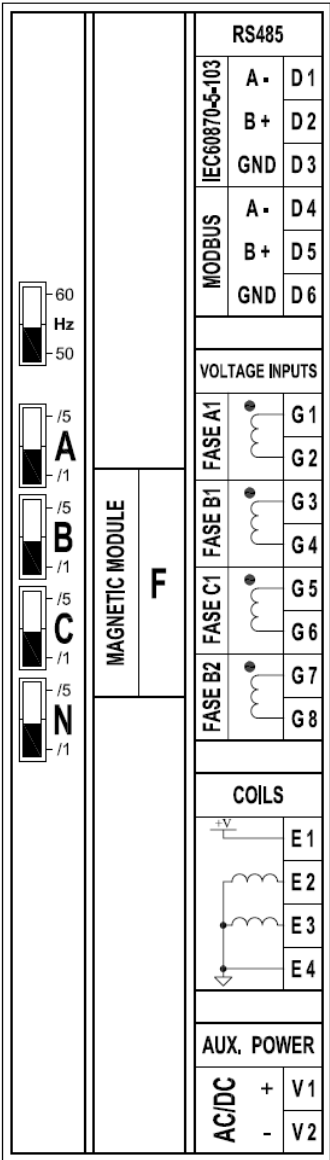 60
Hz
50
/5
A
/1
/5
B
/1
/5
C
/1
/5
N
/1
MAGNETIC MODULE
F
RS485
IEC60870-5-103
A -
D1
B +
D2
GND
D3
MODBUS
A -
D4
B +
D5
GND
D6
VOLTAGE INPUTS
FASE A1
G1
G2
FASE B1
G3
G4
FASE C1
G5
G6
FASE B2
G7
G8
COILS
+V
E1
E2
E3
E4
AUX. POWER
AC/DC
+
V1
-
V2